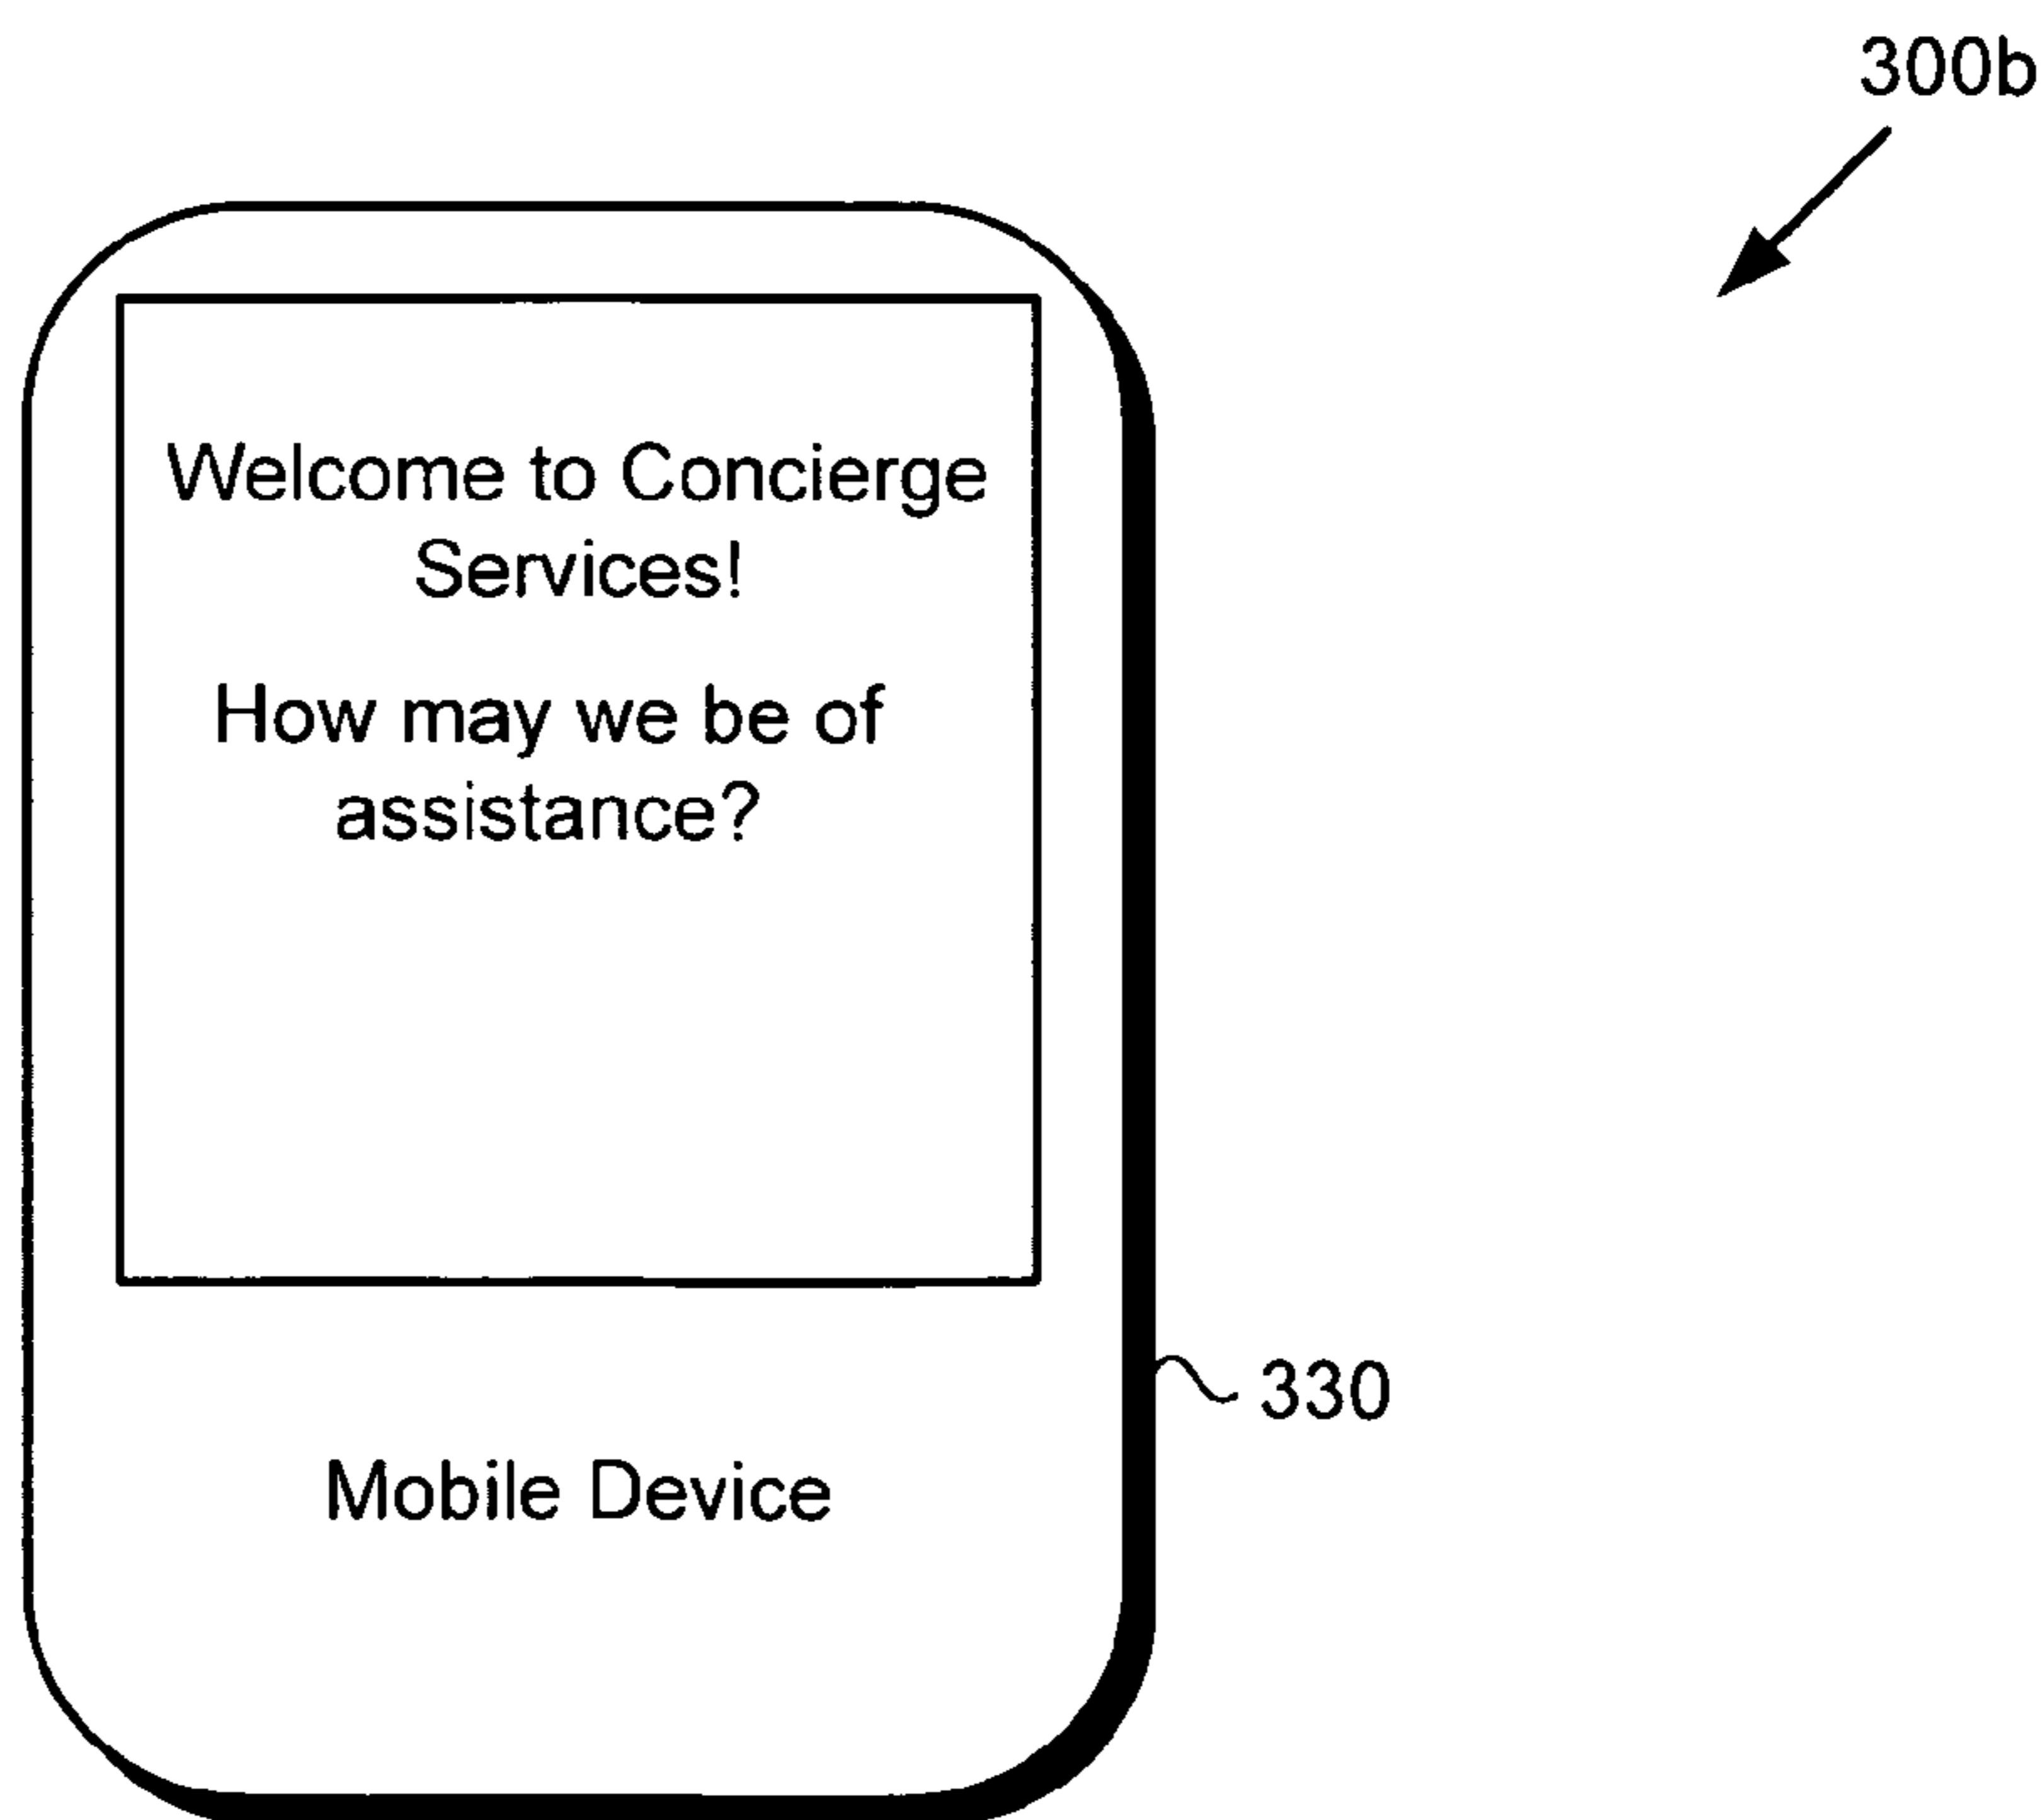 300b
Welcome to Concierge
Services!
How may we be of
assistance?
330
Mobile Device